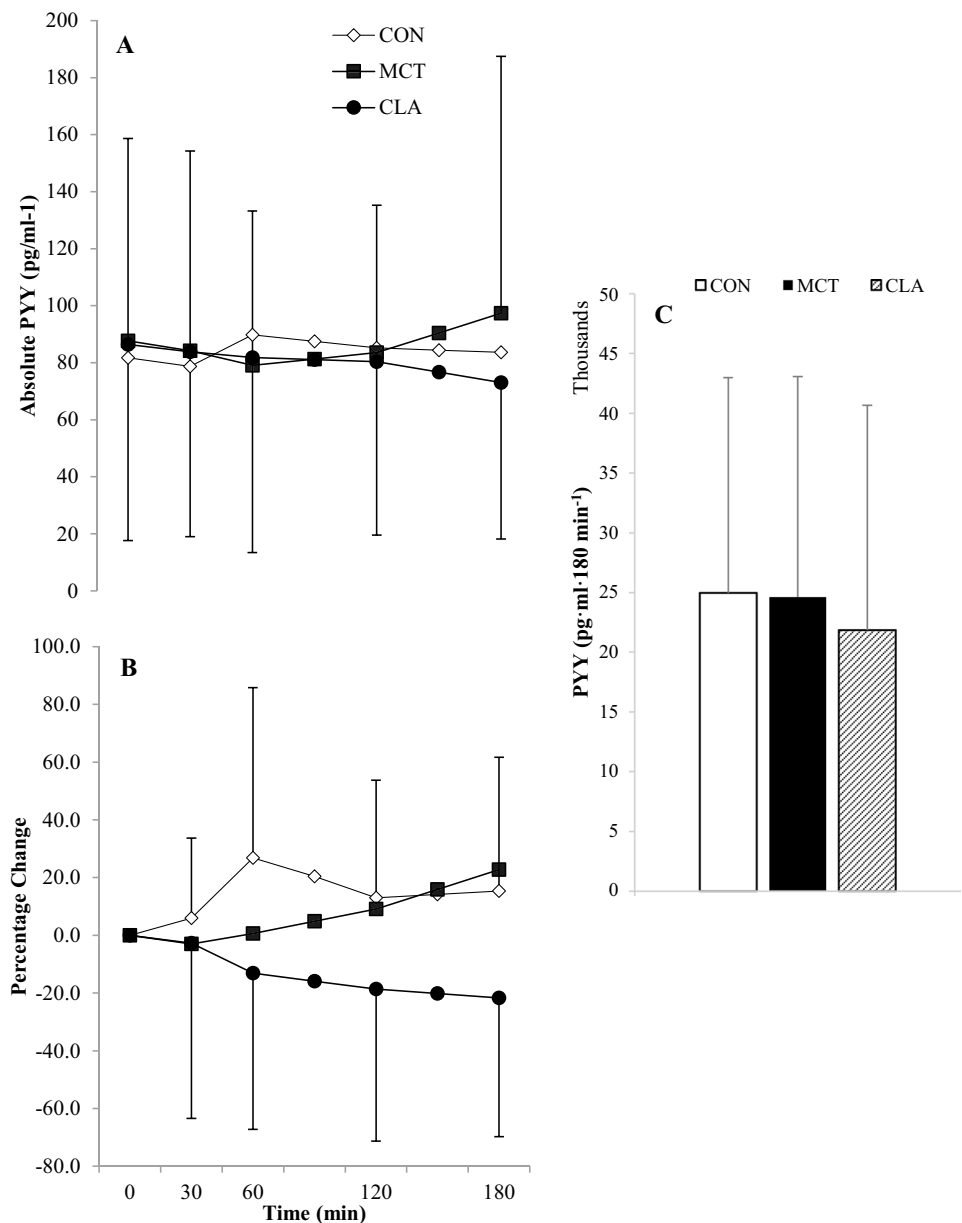 A
CON
MCT
CLA
Absolute PYY (pg/ml-1)
200
180
160
140
120
100
80
60
40
20
0
B
Percentage Change
100.0
80.0
60.0
40.0
20.0
0.0
-20.0
-40.0
-60.0
-80.0
0 30 60 120 180
Time (min)
CON MCT CLA
C
Thousands
PYY (pg·ml·180 min-1)
50
45
40
35
30
25
20
15
10
5
0